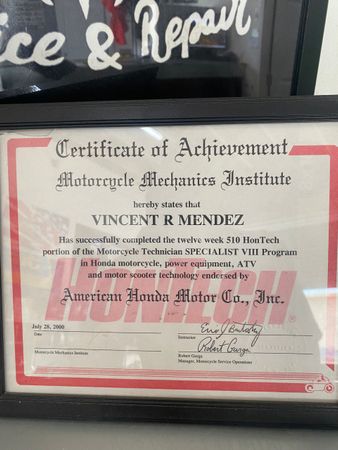 ice & Repair
Certificate of Achievement
Motorcycle Mechanics Institute
hereby states that
VINCENT R MENDEZ
Has successfully completed the twelve week 510 HonTech
portion of the Motorcycle Technician SPECIALIST VIII Program
in Honda motorcycle, power equipment, ATV
and motor scooter technology endorsed by
HONTECH®
American Honda Motor Co., Inc.
July 28, 2000
Date
Instructor
Motorcycle Mechanics Institute
Robert Gurga
Manager, Motorcycle Service Operations